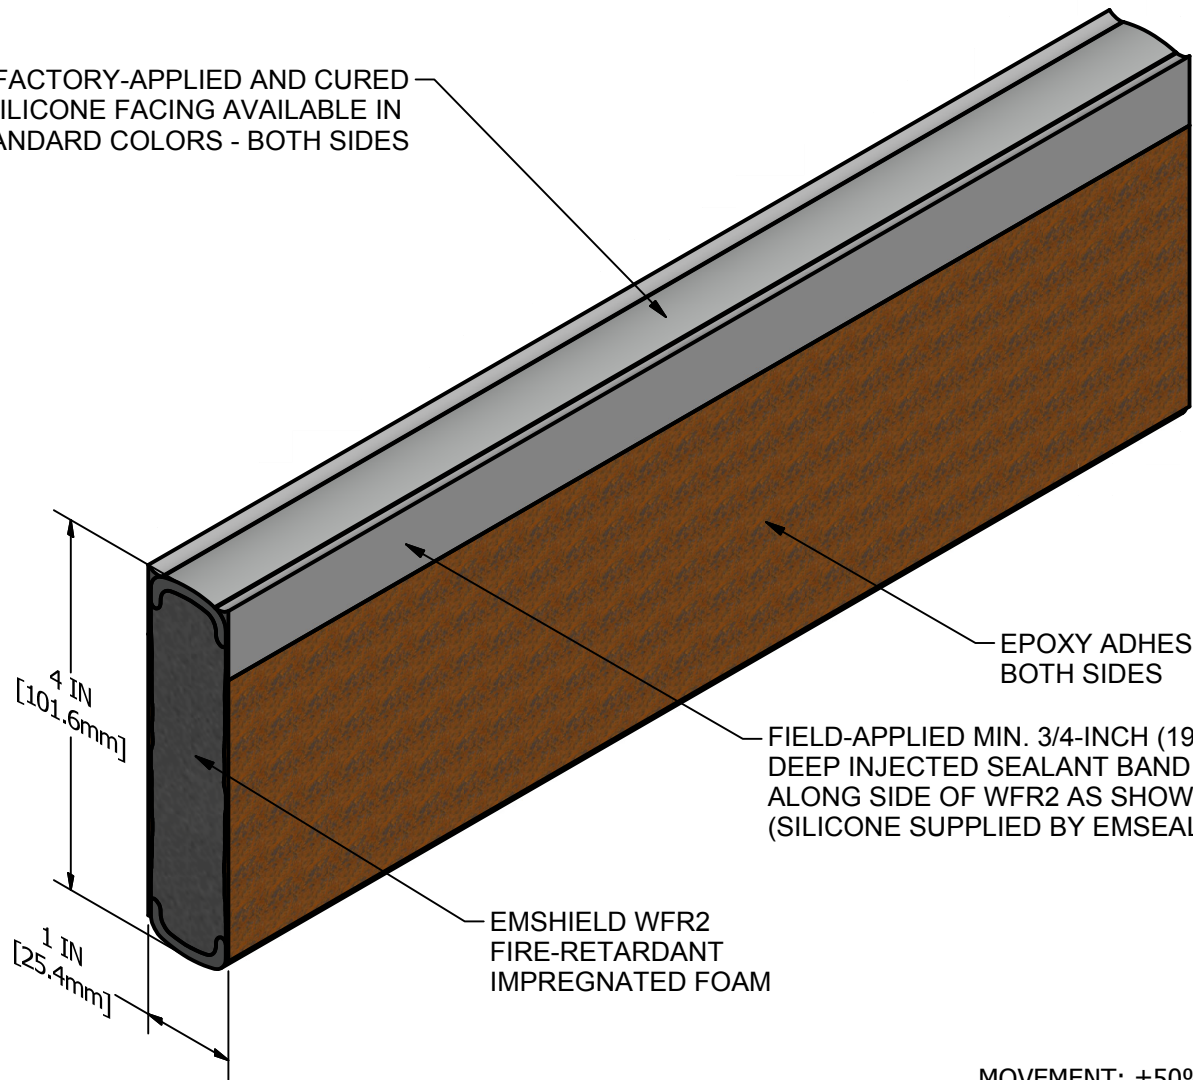 FACTORY-APPLIED AND CURED
ILICONE FACING AVAILABLE IN
ANDARD COLORS - BOTH SIDES
4 IN
[101.6mm]
EPOXY ADHES
BOTH SIDES
FIELD-APPLIED MIN. 3/4-INCH (19
DEEP INJECTED SEALANT BAND
ALONG SIDE OF WFR2 AS SHOW
(SILICONE SUPPLIED BY EMSEAL
EMSHIELD WFR2
FIRE-RETARDANT
IMPREGNATED FOAM
1 IN
[25.4mm]
MOVEMENT: ±50%